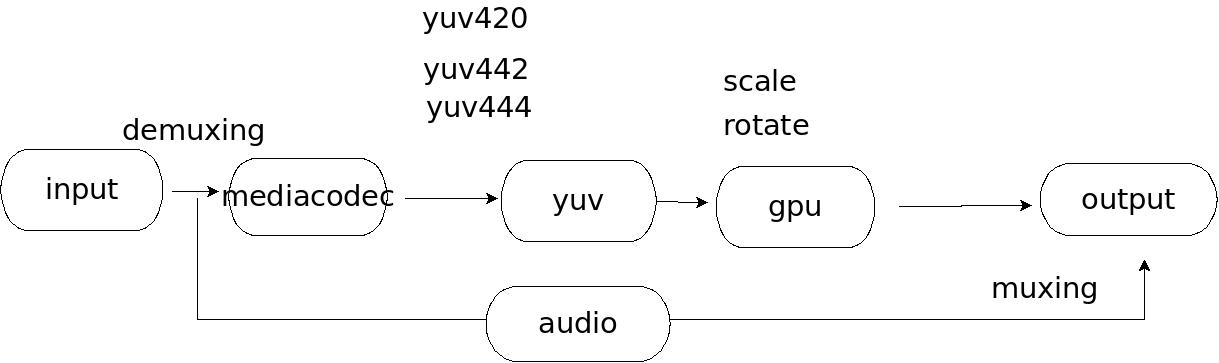 yuv420
yuv442
yuv444
scale
rotate
demuxing
input
mediacodec
yuv
gpu
output
muxing
audio